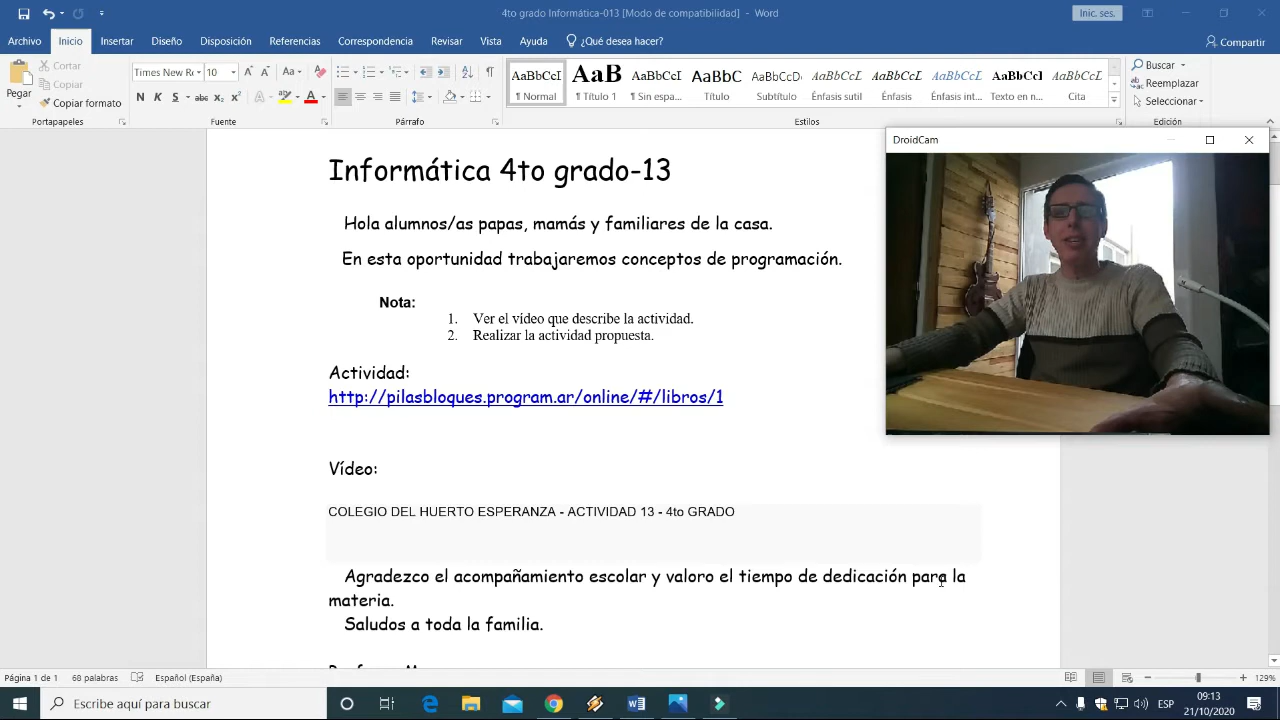 4to grado Informática-013 [Modo de compatibilidad] - Word
Inic. ses.
Archivo Inicio Insertar Diseño Disposición Referencias Correspondencia Revisar Vista Ayuda ¿Qué desea hacer? Compartir
Pegar
Cortar
Copiar
Copiar formato
Portapapeles
Times New Ro 10
Fuente
Párrafo
AaBbCcI AaB AaBbCcI AaBbC AaBbCcD AaBbCcI AaBbCcI AaBbCcI AaBbCcI AaBbCcI
¶ Normal ¶ Título 1 ¶ Sin espa... Título Subtítulo Énfasis sutil Énfasis Énfasis int... Texto en n... Cita
Estilos
Buscar
Reemplazar
Seleccionar
Edición
DroidCam
Informática 4to grado-13
Hola alumnos/as papas, mamás y familiares de la casa.
En esta oportunidad trabajaremos conceptos de programación.
Nota:
1. Ver el vídeo que describe la actividad.
2. Realizar la actividad propuesta.
Actividad:
http://pilasbloques.program.ar/online/#/libros/1
Vídeo:
COLEGIO DEL HUERTO ESPERANZA - ACTIVIDAD 13 - 4to GRADO
Agradezco el acompañamiento escolar y valoro el tiempo de dedicación para la
materia.
Saludos a toda la familia.
Página 1 de 1 68 palabras Español (España) 129%
Escribe aquí para buscar
ESP
09:13
21/10/2020